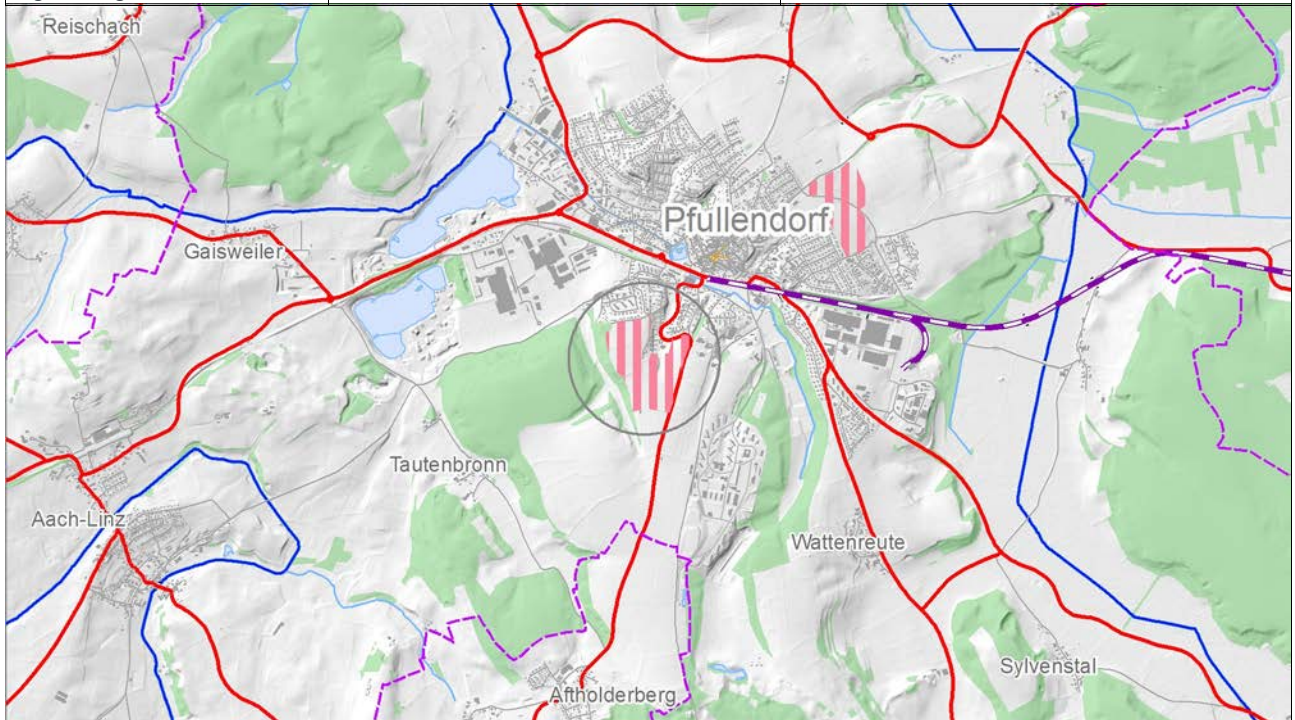 Reischach
Pfullendorf
Gaisweiler
Tautenbronn
Aach-Linz
Wattenreute
Sylvenstal
Aftholderberg